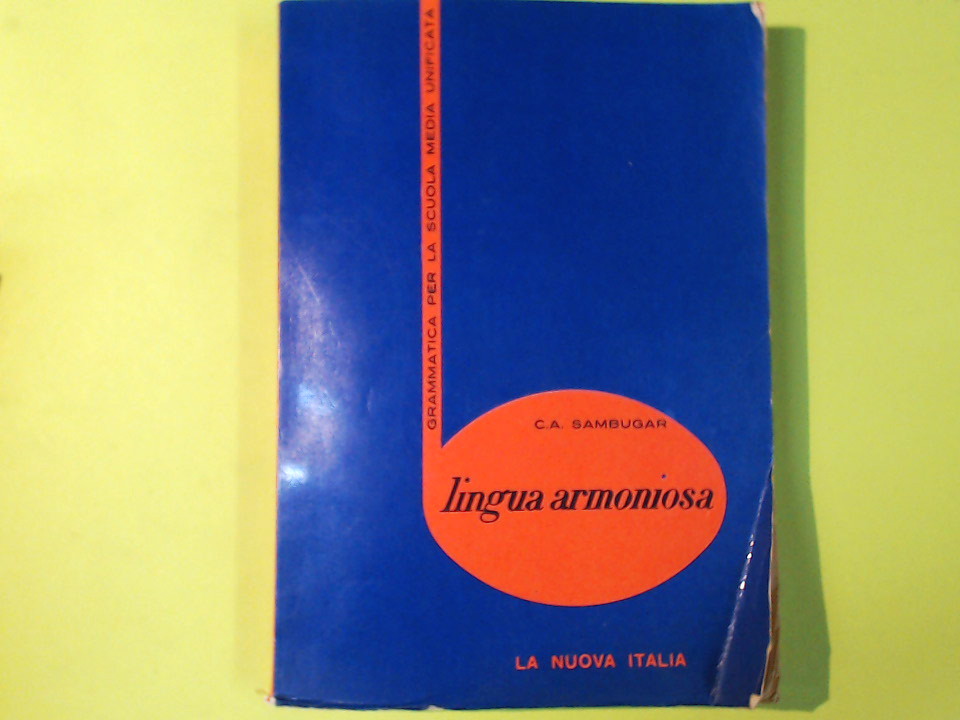 GRAMMATICA PER LA SCUOLA MEDIA UNIFICATA
C.A. SAMBUGAR
lingua armoniosa
LA NUOVA ITALIA